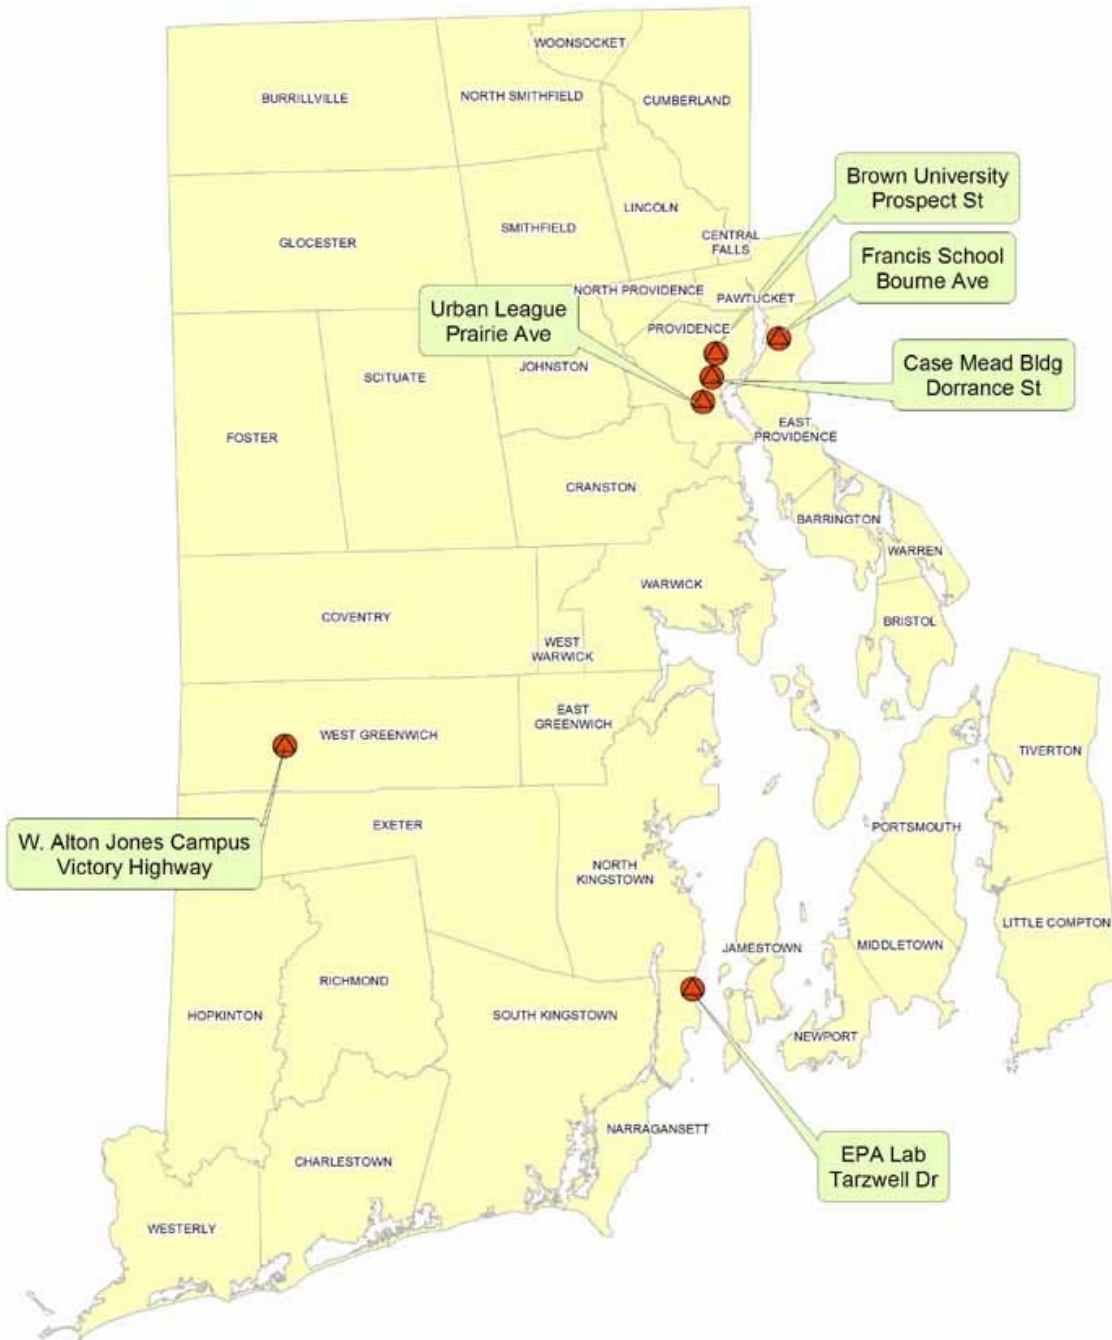 WOONSOCKET
BURRILLVILLE
NORTH SMITHFIELD
CUMBERLAND
Brown University
Prospect St
LINCOLN
SMITHFIELD
GLOCESTER
CENTRAL
FALLS
Francis School
Bourne Ave
NORTH PROVIDENCE
PAWTUCKET
Urban League
Prairie Ave
PROVIDENCE
JOHNSTON
SCITUATE
Case Mead Bldg
Dorrance St
FOSTER
EAST
PROVIDENCE
CRANSTON
BARRINGTON
WARREN
WARWICK
COVENTRY
BRISTOL
WEST
WARWICK
EAST
GREENWICH
WEST GREENWICH
TIVERTON
EXETER
PORTSMOUTH
W. Alton Jones Campus
Victory Highway
NORTH
KINGSTOWN
LITTLE COMPTON
JAMESTOWN
MIDDLETOWN
RICHMOND
HOPKINTON
SOUTH KINGSTOWN
NEWPORT
NARRAGANSETT
EPA Lab
Tarzwell Dr
CHARLESTOWN
WESTERLY